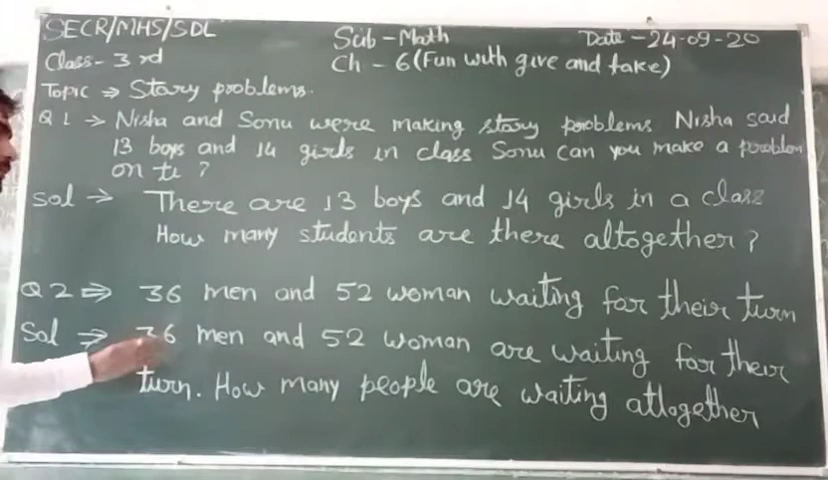 SECR/MHS/SDL
Sub - Math
Date - 24-09-20
Class - 3rd
Ch - 6 (Fun with give and take)
Topic ⇒ Story problems.
Q1 → Nisha and Sonu were making story problems Nisha said
13 boys and 14 girls in class Sonu can you make a problem
on ti ?
Sol → There are 13 boys and 14 girls in a class
How many students are there altogether ?
Q2 ⇒ 36 men and 52 woman waiting for their turn
Sol ⇒ 36 men and 52 woman are waiting for their
turn. How many people are waiting atlogether